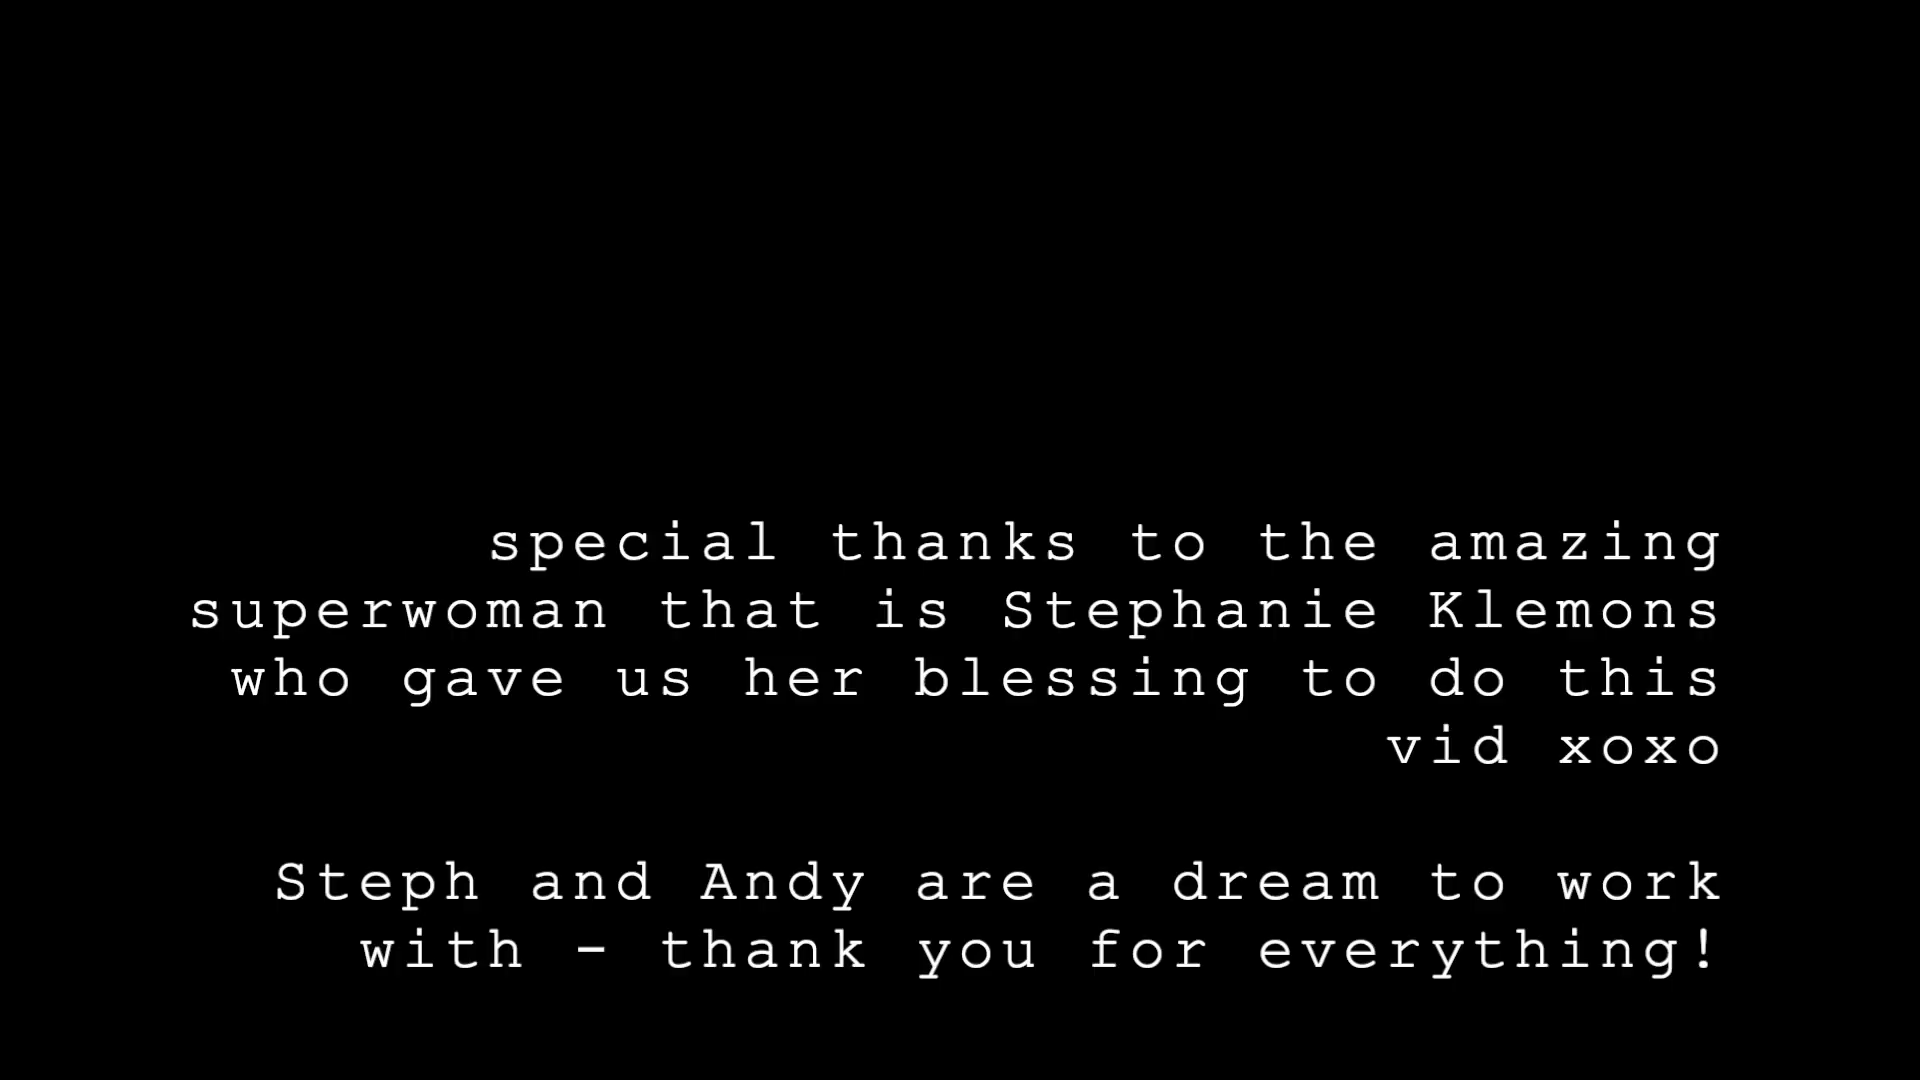 special thanks to the amazing
superwoman that is Stephanie Klemons
who gave us her blessing to do this
vid xoxo
Steph and Andy are a dream to work
with - thank you for everything!